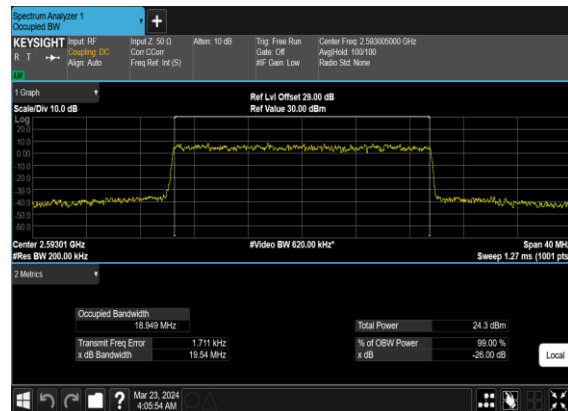 Spectrum Analyzer 1
Occupied BW
+
KEYSIGHT Input: RF Input Z: 50 Ω Atten: 10 dB Trig: Free Run Center Freq: 2.593005000 GHz
R T Coupling: DC Corr CCorr Gate: Off Avg|Hold: 100/100
Align: Auto Freq Ref: Int (S) #IF Gain: Low Radio Std: None
LXI
1 Graph
Ref Lvl Offset 29.00 dB
Scale/Div 10.0 dB Ref Value 30.00 dBm
Log
20.0
10.0
0.00
-10.0
-20.0
-30.0
-40.0
-50.0
-60.0
Center 2.59301 GHz #Video BW 620.00 kHz* Span 40 MHz
#Res BW 200.00 kHz Sweep 1.27 ms (1001 pts)
2 Metrics
Occupied Bandwidth
18.949 MHz Total Power 24.3 dBm
Transmit Freq Error 1.711 kHz % of OBW Power 99.00 %
x dB Bandwidth 19.54 MHz x dB -26.00 dB
Local
? Mar 23, 2024
4:05:54 AM